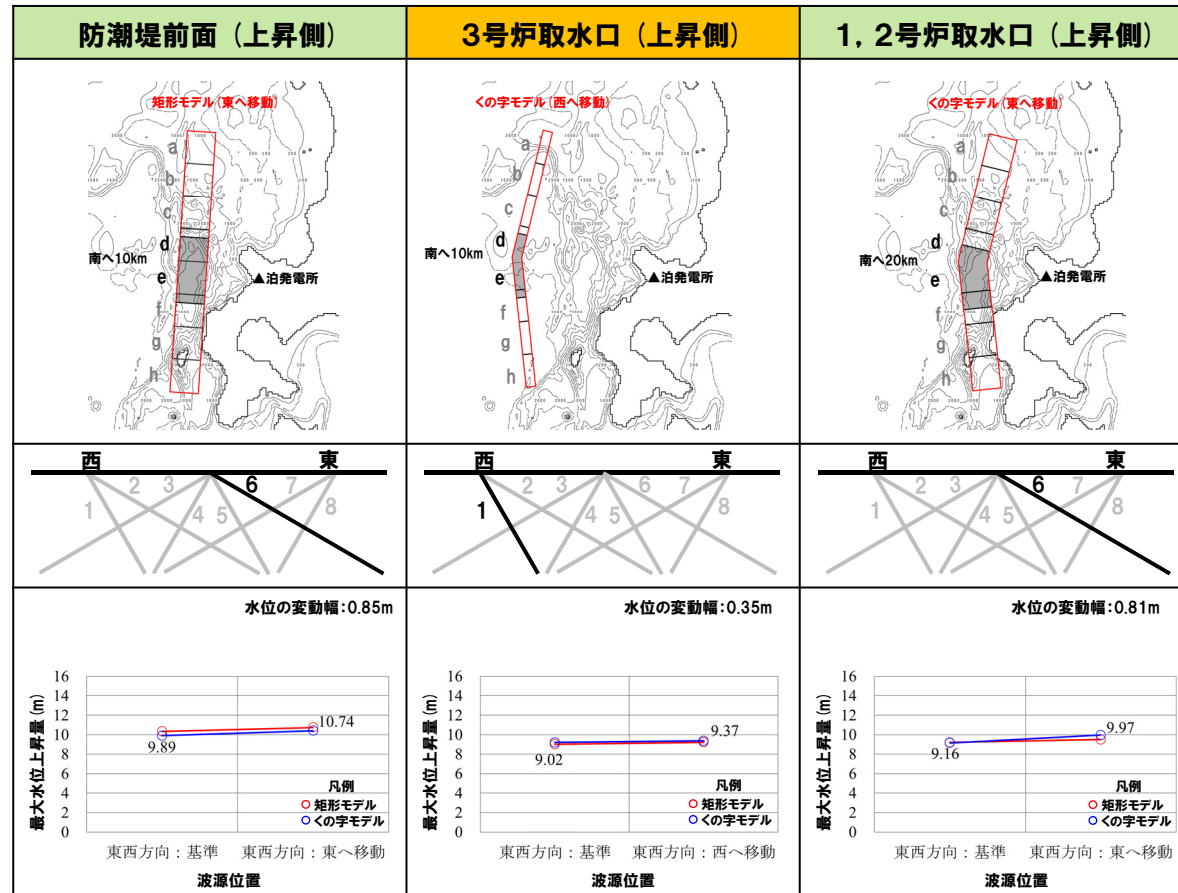 防潮堤前面（上昇側）
3号炉取水口（上昇側）
1，2号炉取水口（上昇側）
矩形モデル（東へ移動）
a
b
c
d
e
f
g
h
南へ10km
▲泊発電所
くの字モデル（西へ移動）
a
b
c
d
e
f
g
h
南へ10km
▲泊発電所
くの字モデル（東へ移動）
a
b
c
d
e
f
g
h
南へ20km
▲泊発電所
西 東
1 2 3 4 5 6 7 8
西 東
1 2 3 4 5 6 7 8
西 東
1 2 3 4 5 6 7 8
水位の変動幅：0.85m
最大水位上昇量（m）
16
14
12
10
8
6
4
2
0
9.89
10.74
凡例
矩形モデル
くの字モデル
東西方向：基準 東西方向：東へ移動
波源位置
水位の変動幅：0.35m
最大水位上昇量（m）
16
14
12
10
8
6
4
2
0
9.02
9.37
凡例
矩形モデル
くの字モデル
東西方向：基準 東西方向：西へ移動
波源位置
水位の変動幅：0.81m
最大水位上昇量（m）
16
14
12
10
8
6
4
2
0
9.16
9.97
凡例
矩形モデル
くの字モデル
東西方向：基準 東西方向：東へ移動
波源位置